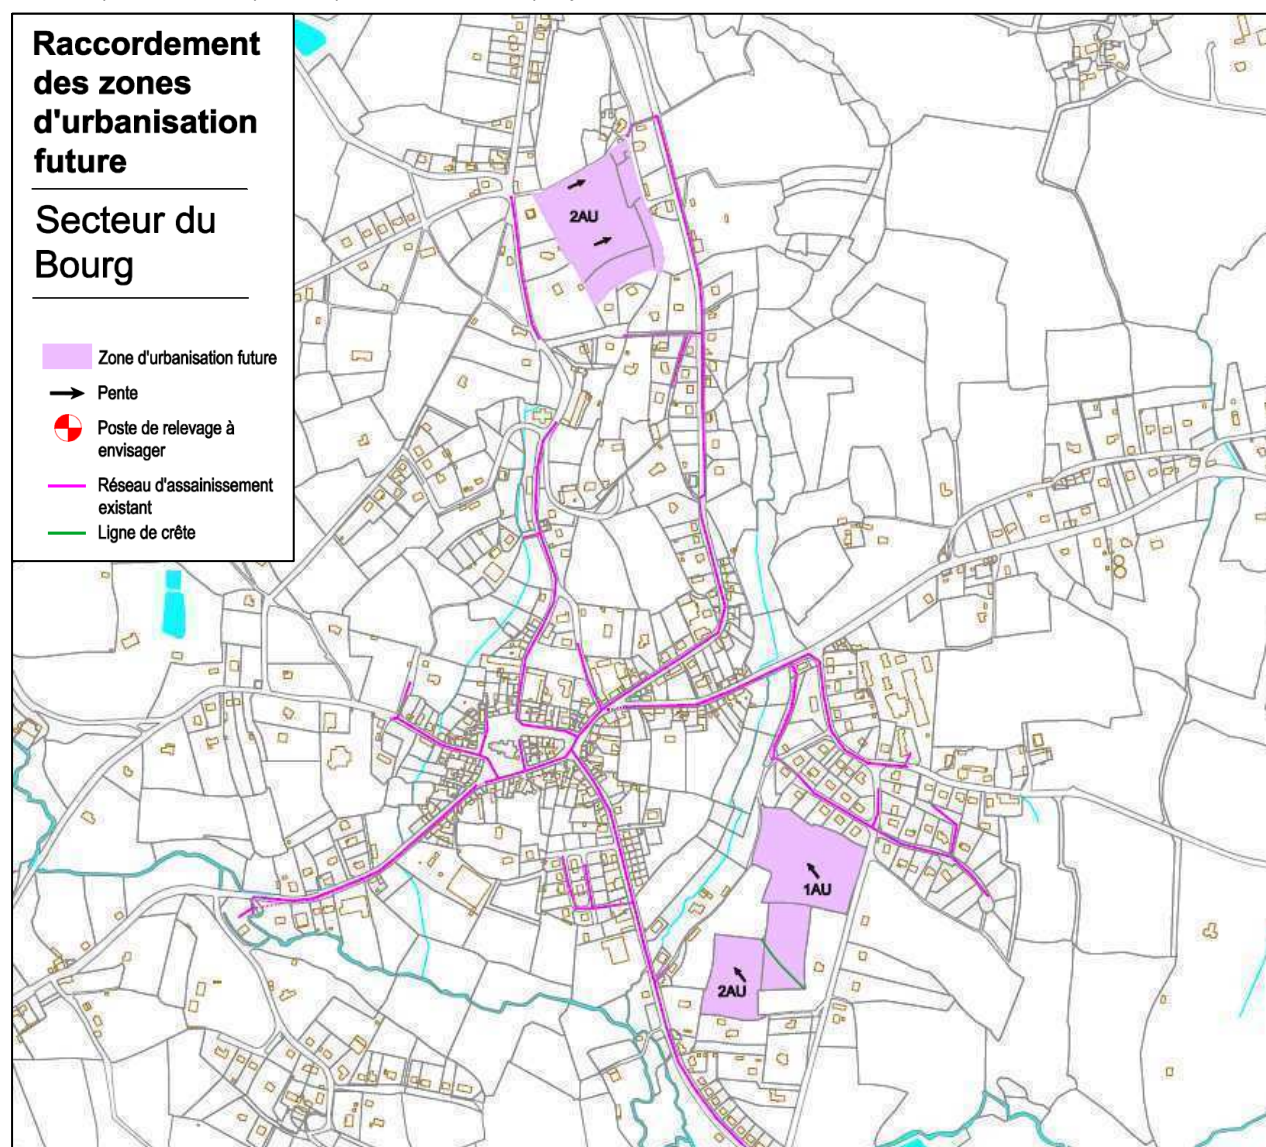 Raccordement
des zones
d'urbanisation
future
Secteur du
Bourg
Zone d'urbanisation future
Pente
Poste de relevage à
envisager
Réseau d'assainissement
existant
Ligne de crête
2AU
1AU
2AU